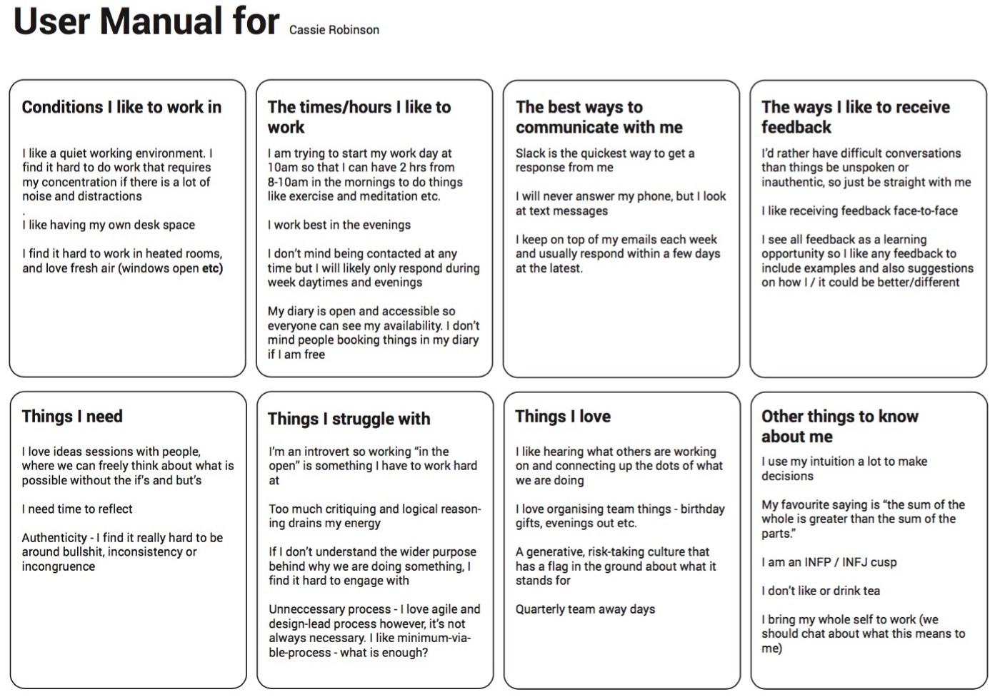 User Manual for Cassie Robinson
Conditions I like to work in
I like a quiet working environment. I
find it hard to do work that requires
my concentration if there is a lot of
noise and distractions
.
I like having my own desk space
I find it hard to work in heated rooms,
and love fresh air (windows open etc)
The times/hours I like to
work
I am trying to start my work day at
10am so that I can have 2 hrs from
8-10am in the mornings to do things
like exercise and meditation etc.
I work best in the evenings
I don't mind being contacted at any
time but I will likely only respond during
week daytimes and evenings
My diary is open and accessible so
everyone can see my availability. I don't
mind people booking things in my diary
if I am free
The best ways to
communicate with me
Slack is the quickest way to get a
response from me
I will never answer my phone, but I look
at text messages
I keep on top of my emails each week
and usually respond within a few days
at the latest.
The ways I like to receive
feedback
I'd rather have difficult conversations
than things be unspoken or
inauthentic, so just be straight with me
I like receiving feedback face-to-face
I see all feedback as a learning
opportunity so I like any feedback to
include examples and also suggestions
on how I / it could be better/different
Things I need
I love ideas sessions with people,
where we can freely think about what is
possible without the if's and but's
I need time to reflect
Authenticity - I find it really hard to be
around bullshit, inconsistency or
incongruence
Things I struggle with
I'm an introvert so working “in the
open” is something I have to work hard
at
Too much critiquing and logical reason-
ing drains my energy
If I don't understand the wider purpose
behind why we are doing something, I
find it hard to engage with
Unneccessary process - I love agile and
design-lead process however, it's not
always necessary. I like minimum-via-
ble-process - what is enough?
Things I love
I like hearing what others are working
on and connecting up the dots of what
we are doing
I love organising team things - birthday
gifts, evenings out etc.
A generative, risk-taking culture that
has a flag in the ground about what it
stands for
Quarterly team away days
Other things to know
about me
I use my intuition a lot to make
decisions
My favourite saying is “the sum of the
whole is greater than the sum of the
parts.”
I am an INFP / INFJ cusp
I don't like or drink tea
I bring my whole self to work (we
should chat about what this means to
me)